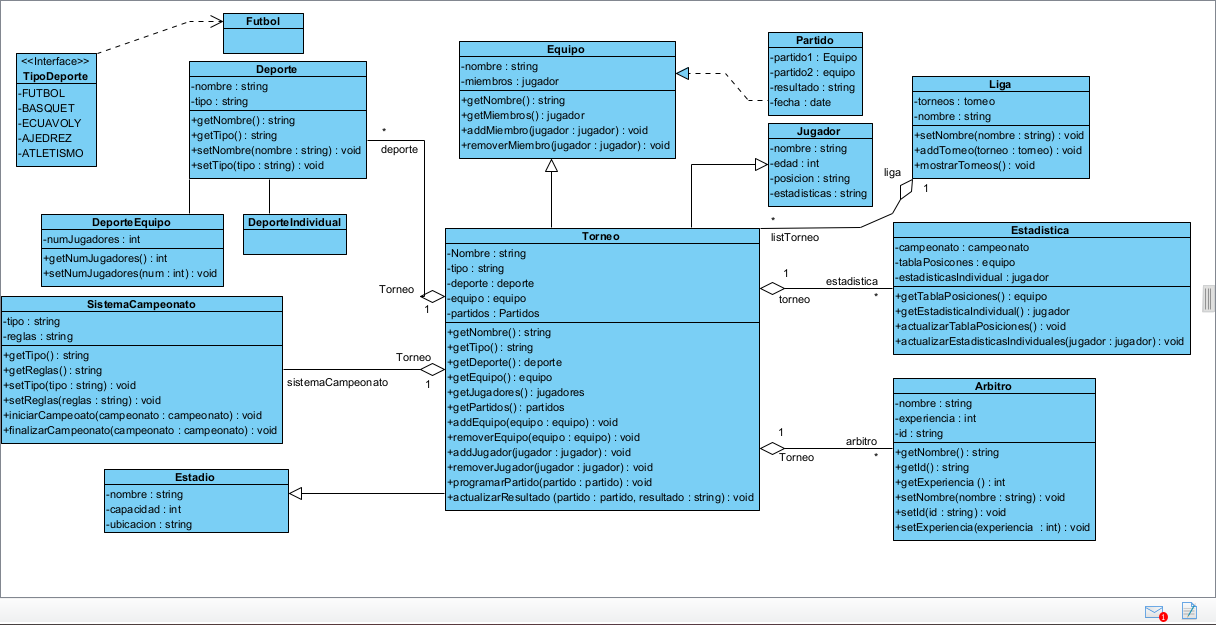 Futbol
<<Interface>>
TipoDeporte
-FUTBOL
-BASQUET
-ECUAVOLY
-AJEDREZ
-ATLETISMO
Deporte
-nombre : string
-tipo : string
+getNombre() : string
+getTipo() : string
+setNombre(nombre : string) : void
+setTipo(tipo : string) : void
*
deporte
DeporteEquipo
-numJugadores : int
+getNumJugadores() : int
+setNumJugadores(num : int) : void
DeporteIndividual
Equipo
-nombre : string
-miembros : jugador
+getNombre() : string
+getMiembros() : jugador
+addMiembro(jugador : jugador) : void
+removerMiembro(jugador : jugador) : void
Partido
-partido1 : Equipo
-partido2 : equipo
-resultado : string
-fecha : date
Jugador
-nombre : string
-edad : int
-posicion : string
-estadisticas : string
Liga
-torneos : torneo
-nombre : string
+setNombre(nombre : string) : void
+addTorneo(torneo : torneo) : void
+mostrarTorneos() : void
liga
1
*
listTorneo
Torneo
-Nombre : string
-tipo : string
-deporte : deporte
-equipo : equipo
-partidos : Partidos
+getNombre() : string
+getTipo() : string
+getDeporte() : deporte
+getEquipo() : equipo
+getJugadores() : jugadores
+getPartidos() : partidos
+addEquipo(equipo : equipo) : void
+removerEquipo(equipo : equipo) : void
+addJugador(jugador : jugador) : void
+removerJugador(jugador : jugador) : void
+programarPartido(partido : partido) : void
+actualizarResultado (partido : partido, resultado : string) : void
Torneo
1
SistemaCampeonato
-tipo : string
-reglas : string
+getTipo() : string
+getReglas() : string
+setTipo(tipo : string) : void
+setReglas(reglas : string) : void
+iniciarCampeoato(campeonato : campeonato) : void
+finalizarCampeonato(campeonato : campeonato) : void
Torneo
sistemaCampeonato
1
Estadio
-nombre : string
-capacidad : int
-ubicacion : string
1
estadistica
torneo
*
Estadistica
-campeonato : campeonato
-tablaPosicones : equipo
-estadisticasIndividual : jugador
+getTablaPosiciones() : equipo
+getEstadisticaIndividual() : jugador
+actualizarTablaPosiciones() : void
+actualizarEstadisticasIndividuales(jugador : jugador) : void
1
arbitro
Torneo
*
Arbitro
-nombre : string
-experiencia : int
-id : string
+getNombre() : string
+getId() : string
+getExperiencia () : int
+setNombre(nombre : string) : void
+setId(id : string) : void
+setExperiencia(experiencia : int) : void
1